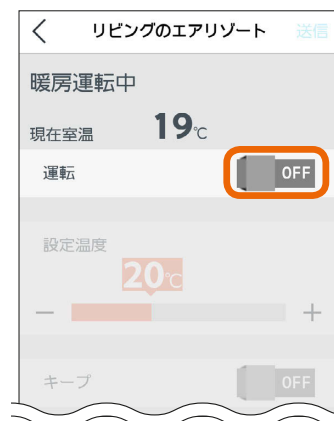 リビングのエアリゾート 送信
暖房運転中
現在室温 19℃
運転 OFF
設定温度
20℃
− +
キープ OFF